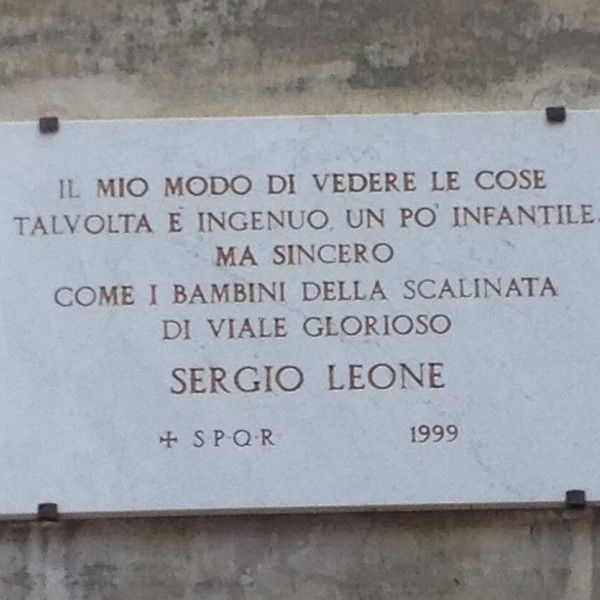 IL MIO MODO DI VEDERE LE COSE
TALVOLTA È INGENUO, UN PO' INFANTILE,
MA SINCERO
COME I BAMBINI DELLA SCALINATA
DI VIALE GLORIOSO
SERGIO LEONE
✢ S·P·Q·R 1999